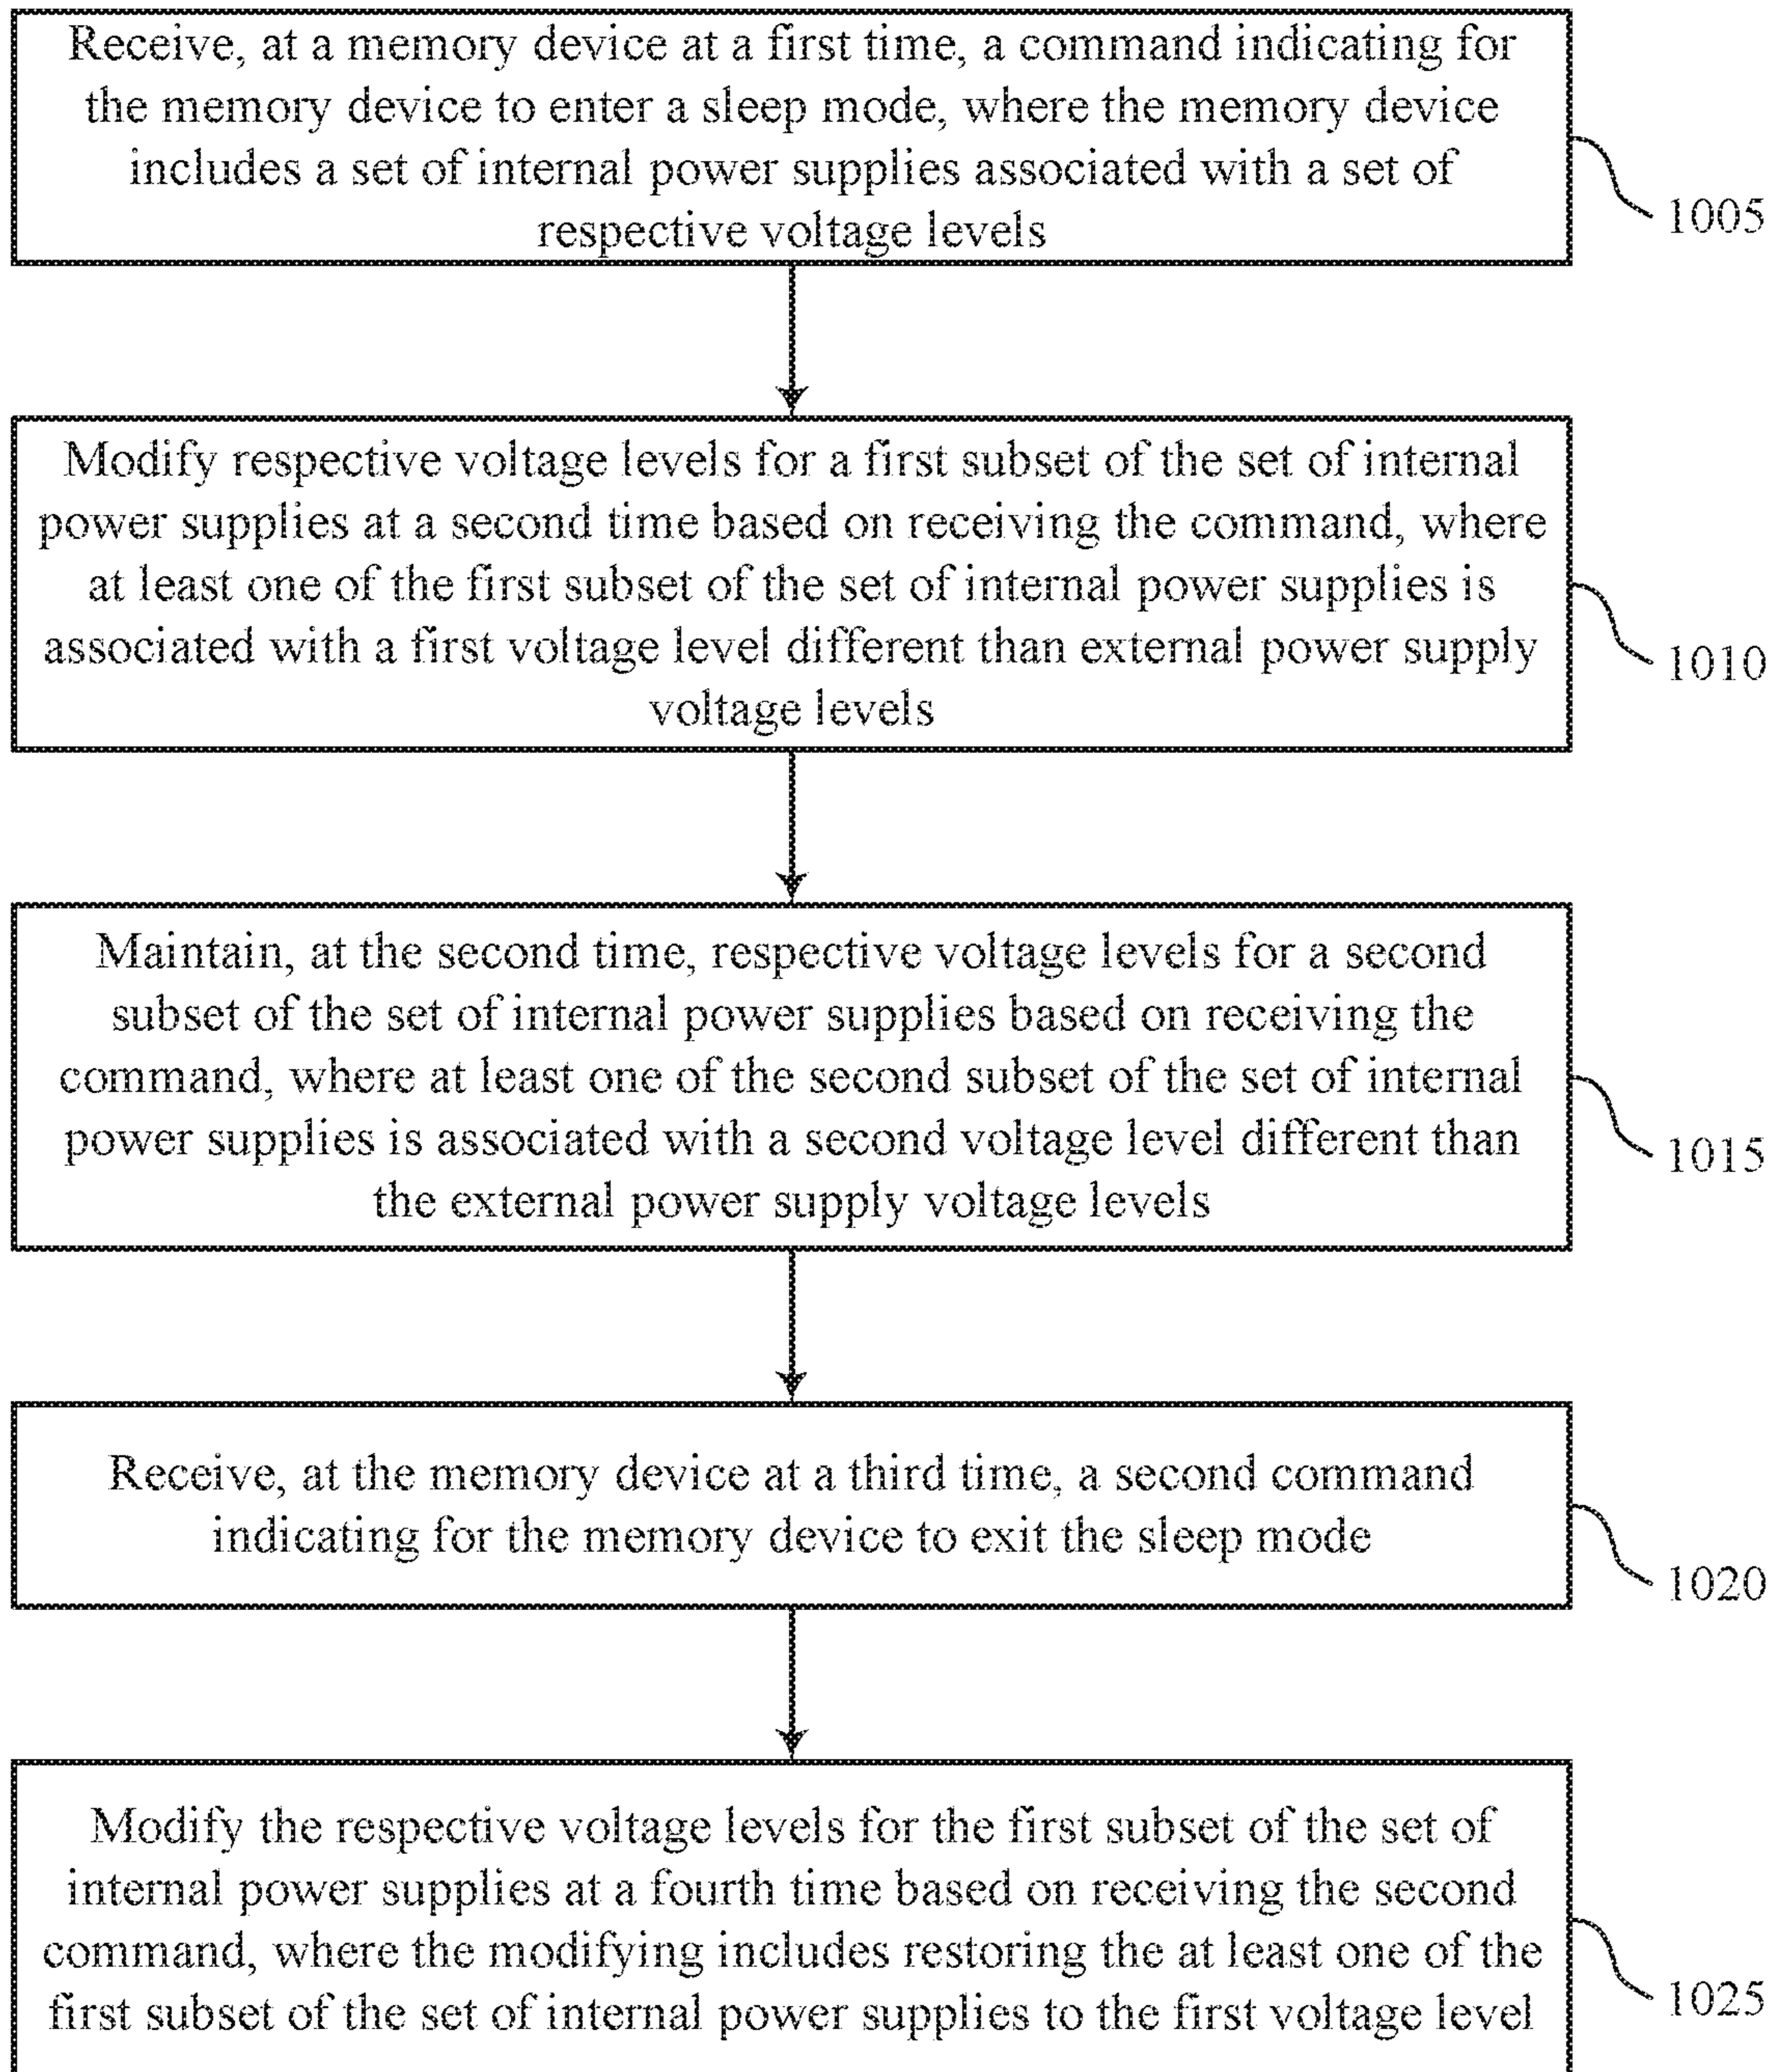 Receive, at a memory device at a first time, a command indicating for
the memory device to enter a sleep mode, where the memory device
includes a set of internal power supplies associated with a set of
respective voltage levels
1005
Modify respective voltage levels for a first subset of the set of internal
power supplies at a second time based on receiving the command, where
at least one of the first subset of the set of internal power supplies is
associated with a first voltage level different than external power supply
voltage levels
1010
Maintain, at the second time, respective voltage levels for a second
subset of the set of internal power supplies based on receiving the
command, where at least one of the second subset of the set of internal
power supplies is associated with a second voltage level different than
the external power supply voltage levels
1015
Receive, at the memory device at a third time, a second command
indicating for the memory device to exit the sleep mode
1020
Modify the respective voltage levels for the first subset of the set of
internal power supplies at a fourth time based on receiving the second
command, where the modifying includes restoring the at least one of the
first subset of the set of internal power supplies to the first voltage level
1025